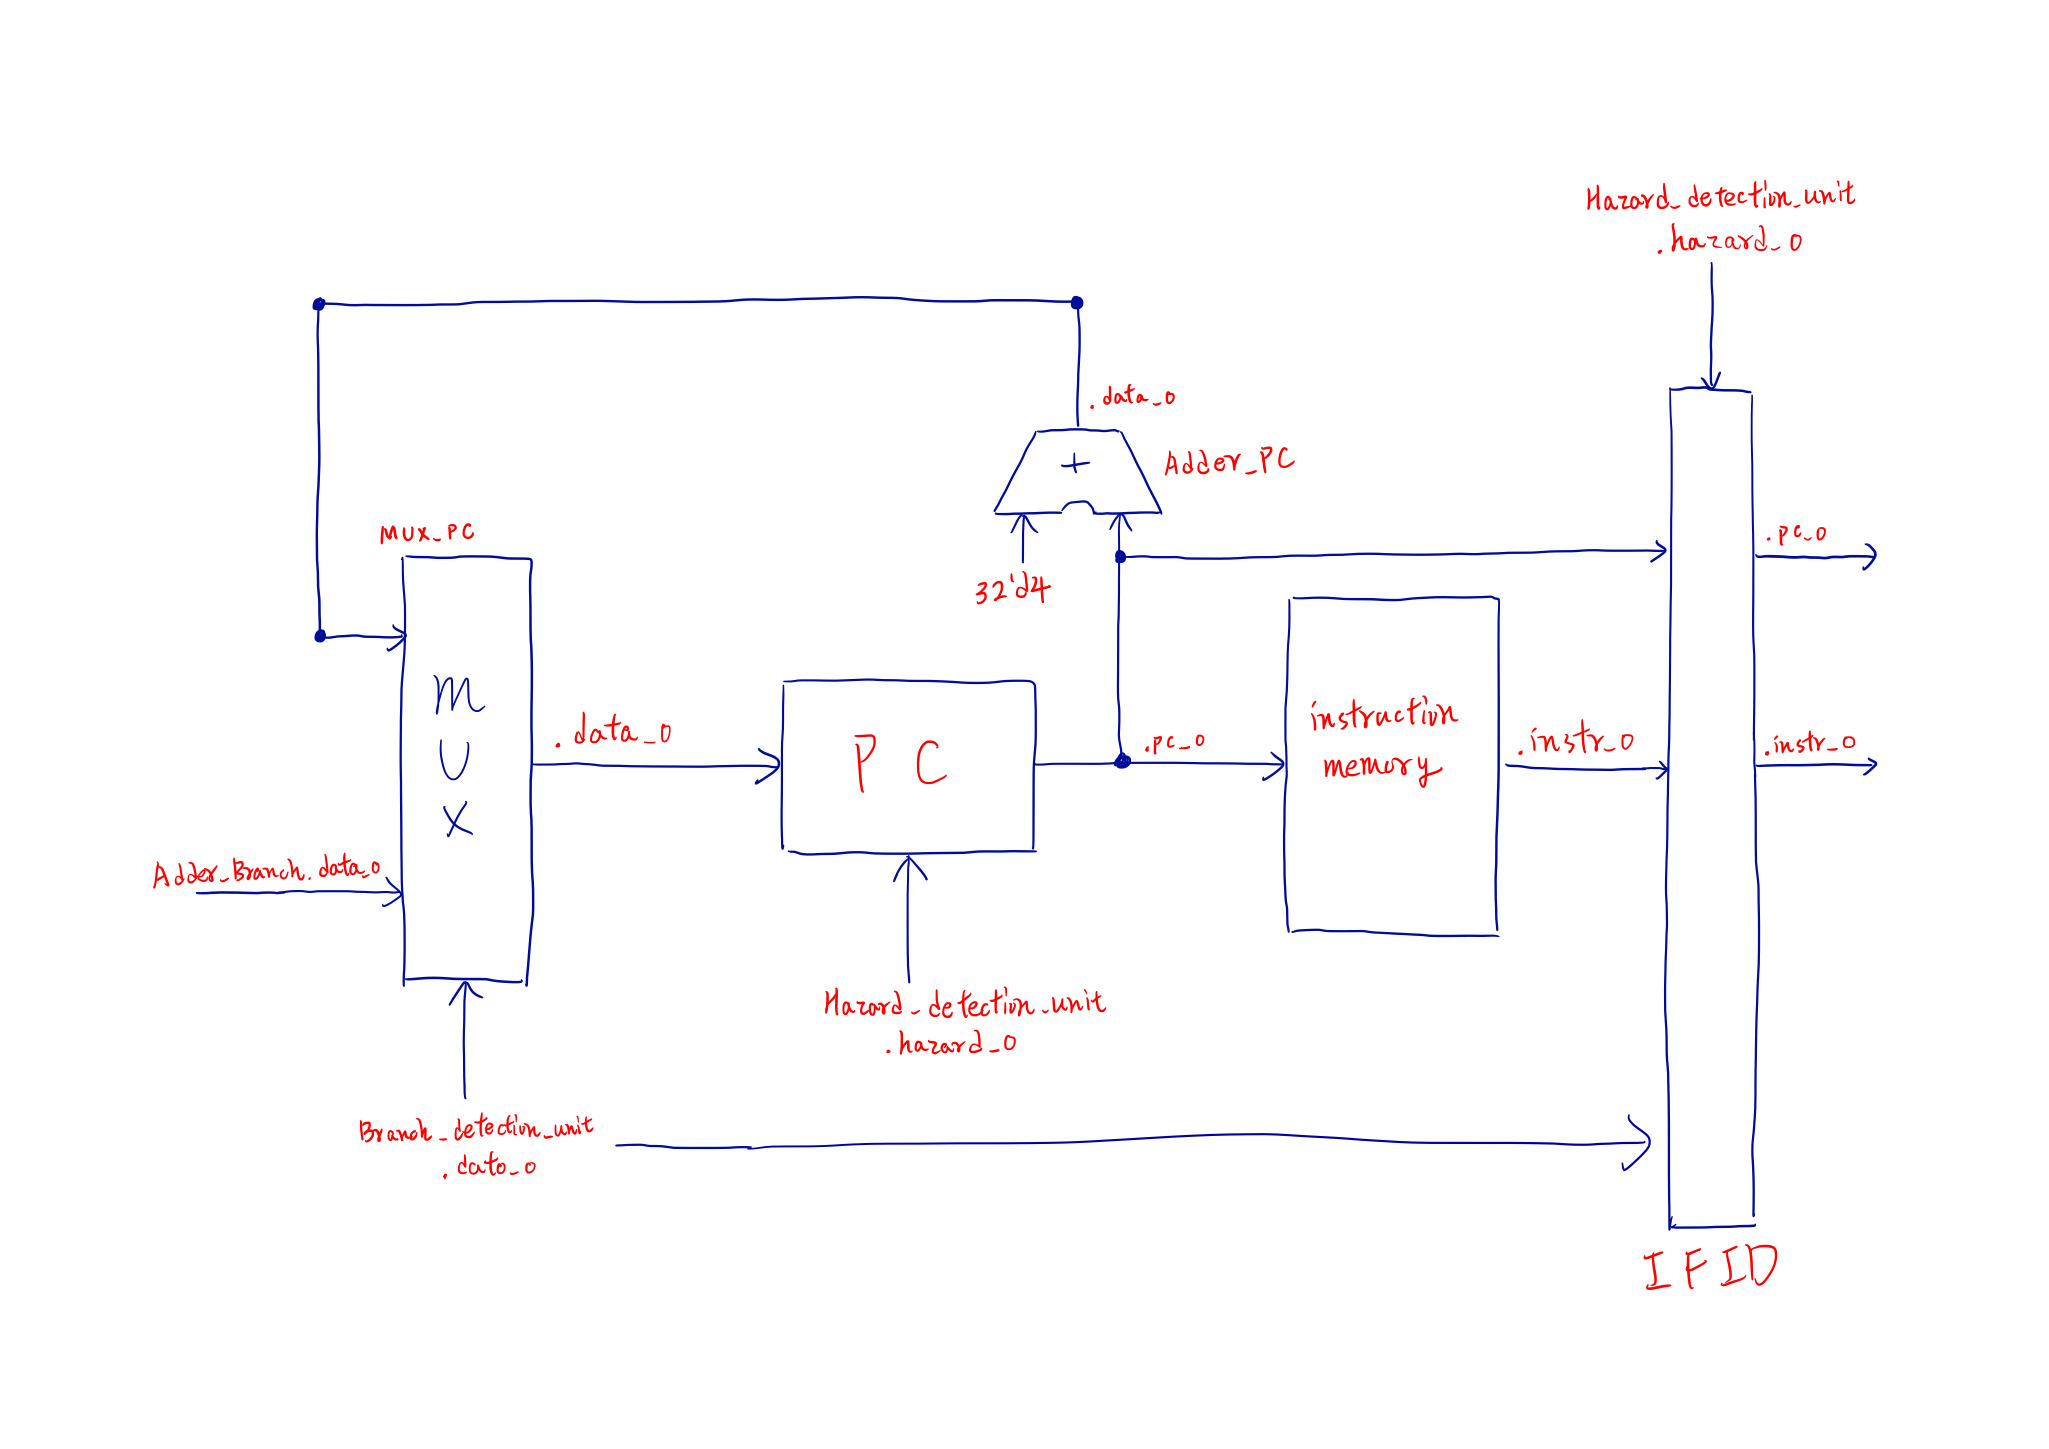 Hazard_detection_unit
.hazard_o
.data_o
Adder_PC
+
MUX_PC
32'd4
.pc_o
M
U
X
.data_o
PC
.pc_o
instruction
memory
.instr_o
.instr_o
Adder_Branch.data_o
Hazard_detection_unit
.hazard_o
Branch_detection_unit
.data_o
IFID